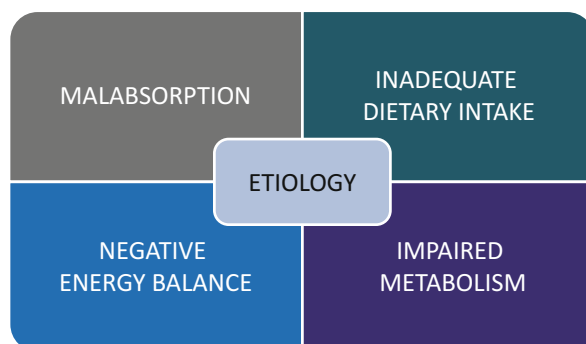 MALABSORPTION
INADEQUATE
DIETARY INTAKE
ETIOLOGY
NEGATIVE
ENERGY BALANCE
IMPAIRED
METABOLISM